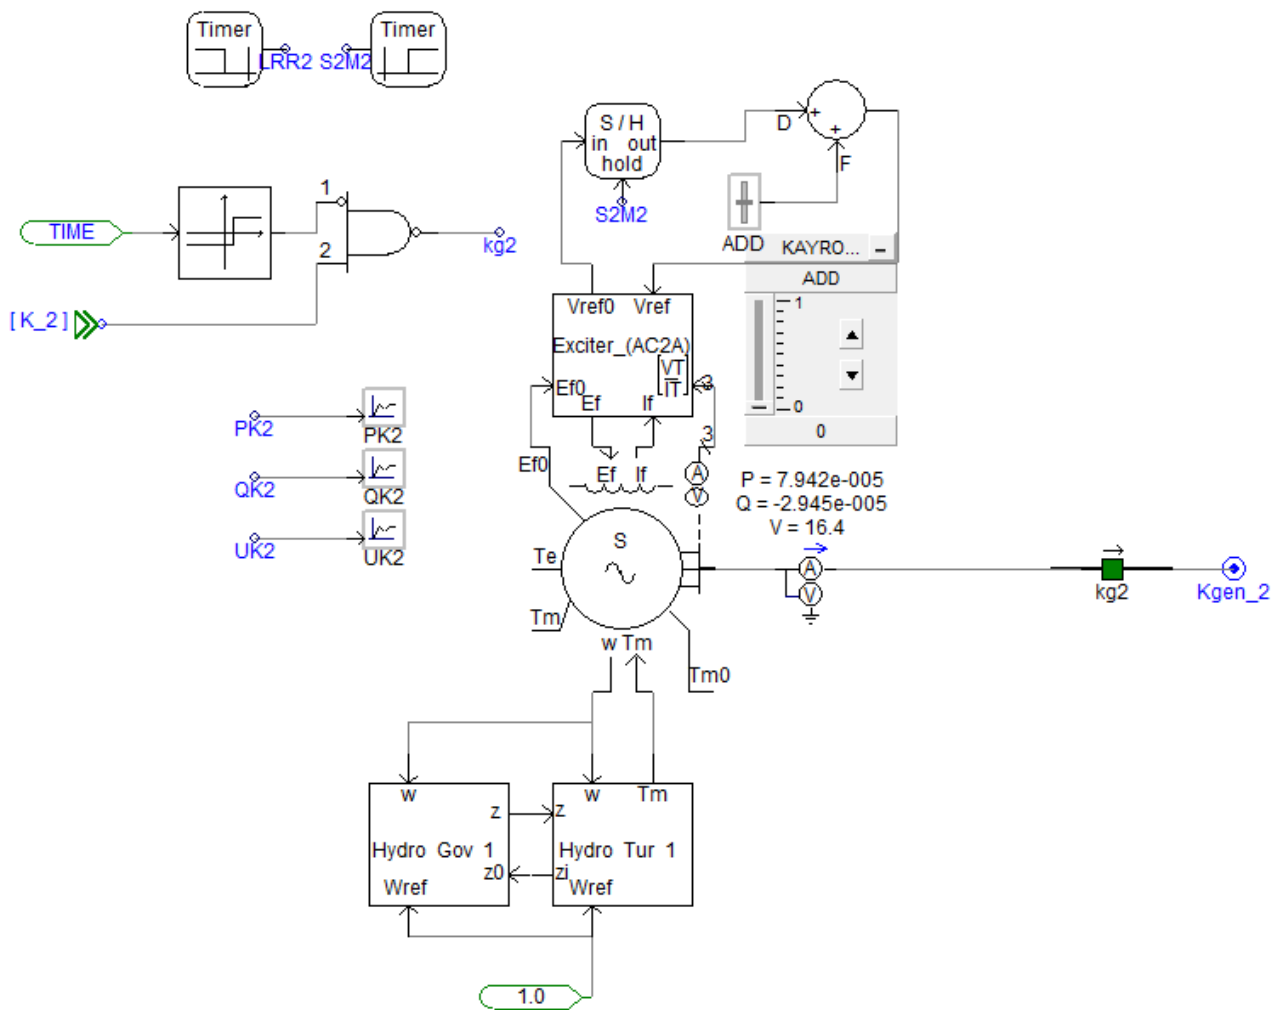 Timer
Timer
LRR2
S2M2
S / H
in out
hold
D
+
+
F
S2M2
ADD
TIME
1
2
kg2
[ K_2 ]
KAYRO...
ADD
1
0
0
Vref0 Vref
Exciter_(AC2A)
VT
IT
3
Ef0
Ef If
3
PK2
PK2
QK2
QK2
UK2
UK2
Ef0
Ef If
A
V
P = 7.942e-005
Q = -2.945e-005
V = 16.4
S
Te
Tm
w Tm
Tm0
A
V
kg2
Kgen_2
w
z
Hydro Gov 1
z0
Wref
w Tm
z
Hydro Tur 1
zi
Wref
1.0